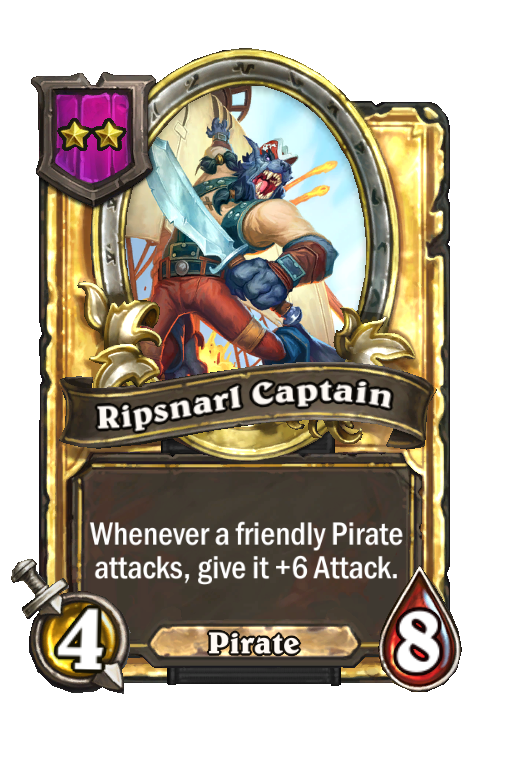 Ripsnarl Captain
Whenever a friendly Pirate
attacks, give it +6 Attack.
4
Pirate
8